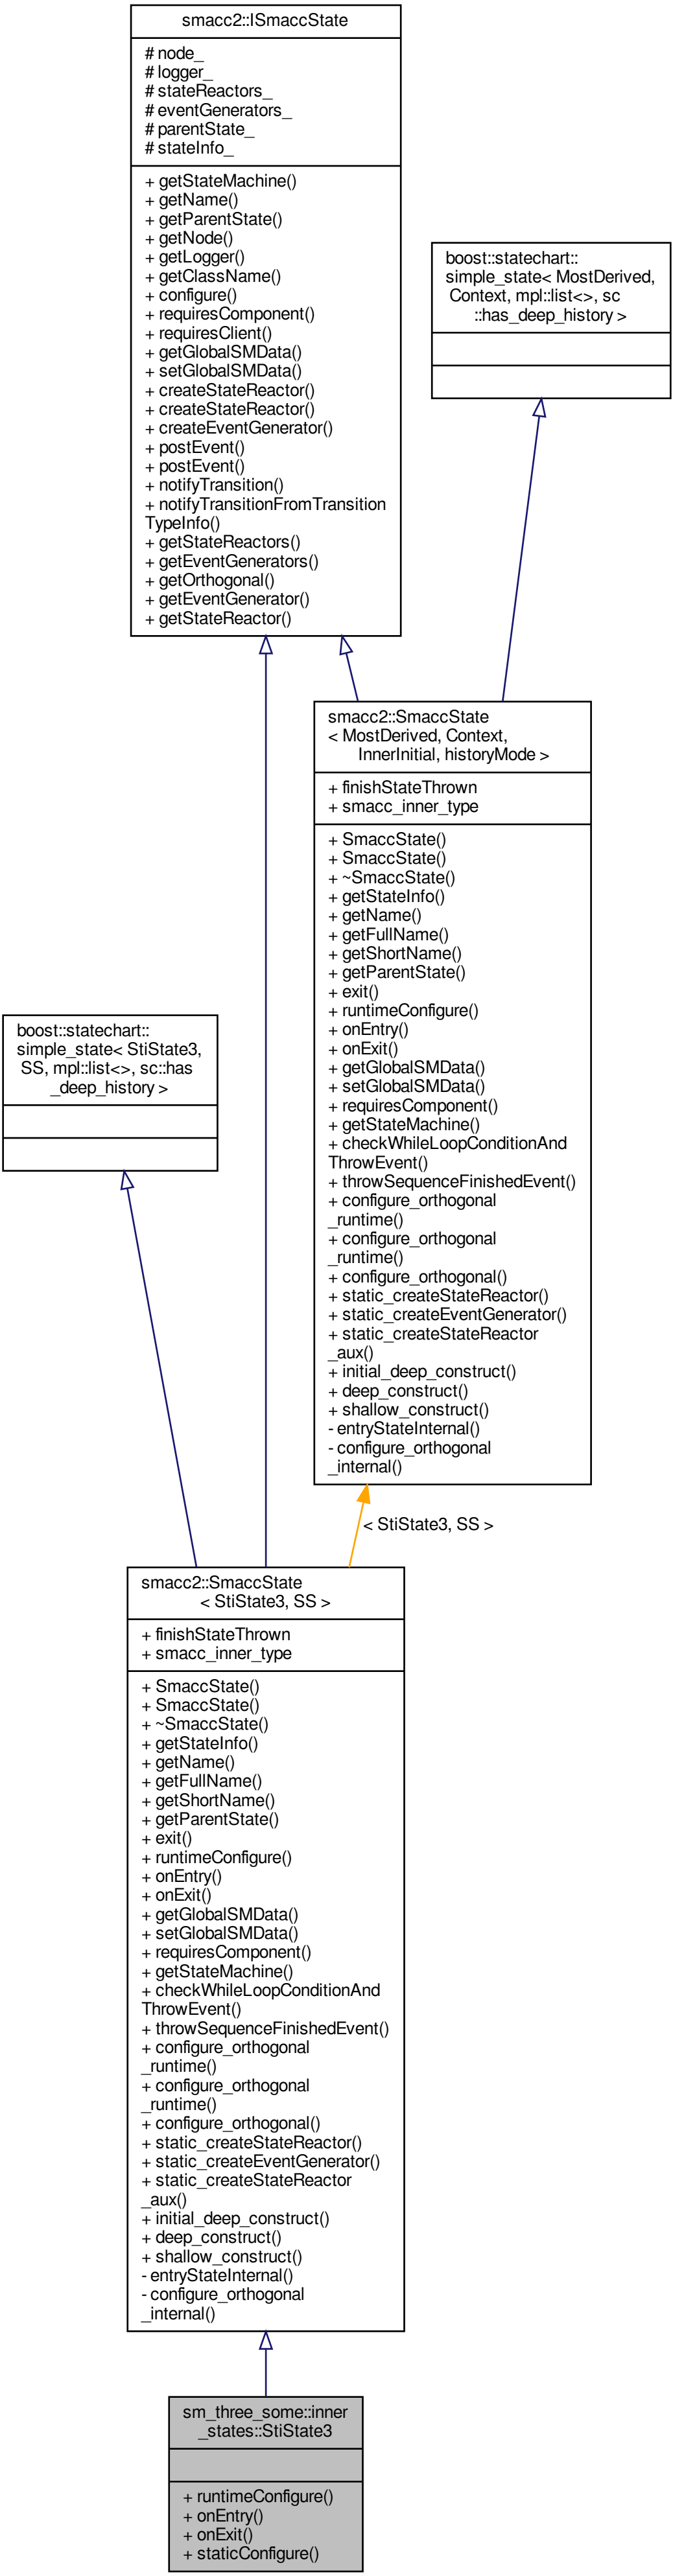 smacc2::ISmaccState
# node_
# logger_
# stateReactors_
# eventGenerators_
# parentState_
# stateInfo_
+ getStateMachine()
+ getName()
+ getParentState()
+ getNode()
+ getLogger()
+ getClassName()
+ configure()
+ requiresComponent()
+ requiresClient()
+ getGlobalSMData()
+ setGlobalSMData()
+ createStateReactor()
+ createStateReactor()
+ createEventGenerator()
+ postEvent()
+ postEvent()
+ notifyTransition()
+ notifyTransitionFromTransition
TypeInfo()
+ getStateReactors()
+ getEventGenerators()
+ getOrthogonal()
+ getEventGenerator()
+ getStateReactor()
boost::statechart::
simple_state< MostDerived,
Context, mpl::list<>, sc
::has_deep_history >
smacc2::SmaccState
< MostDerived, Context,
InnerInitial, historyMode >
+ finishStateThrown
+ smacc_inner_type
+ SmaccState()
+ SmaccState()
+ ~SmaccState()
+ getStateInfo()
+ getName()
+ getFullName()
+ getShortName()
+ getParentState()
+ exit()
+ runtimeConfigure()
+ onEntry()
+ onExit()
+ getGlobalSMData()
+ setGlobalSMData()
+ requiresComponent()
+ getStateMachine()
+ checkWhileLoopConditionAnd
ThrowEvent()
+ throwSequenceFinishedEvent()
+ configure_orthogonal
_runtime()
+ configure_orthogonal
_runtime()
+ configure_orthogonal()
+ static_createStateReactor()
+ static_createEventGenerator()
+ static_createStateReactor
_aux()
+ initial_deep_construct()
+ deep_construct()
+ shallow_construct()
- entryStateInternal()
- configure_orthogonal
_internal()
boost::statechart::
simple_state< StiState3,
SS, mpl::list<>, sc::has
_deep_history >
< StiState3, SS >
smacc2::SmaccState
< StiState3, SS >
+ finishStateThrown
+ smacc_inner_type
+ SmaccState()
+ SmaccState()
+ ~SmaccState()
+ getStateInfo()
+ getName()
+ getFullName()
+ getShortName()
+ getParentState()
+ exit()
+ runtimeConfigure()
+ onEntry()
+ onExit()
+ getGlobalSMData()
+ setGlobalSMData()
+ requiresComponent()
+ getStateMachine()
+ checkWhileLoopConditionAnd
ThrowEvent()
+ throwSequenceFinishedEvent()
+ configure_orthogonal
_runtime()
+ configure_orthogonal
_runtime()
+ configure_orthogonal()
+ static_createStateReactor()
+ static_createEventGenerator()
+ static_createStateReactor
_aux()
+ initial_deep_construct()
+ deep_construct()
+ shallow_construct()
- entryStateInternal()
- configure_orthogonal
_internal()
sm_three_some::inner
_states::StiState3
+ runtimeConfigure()
+ onEntry()
+ onExit()
+ staticConfigure()